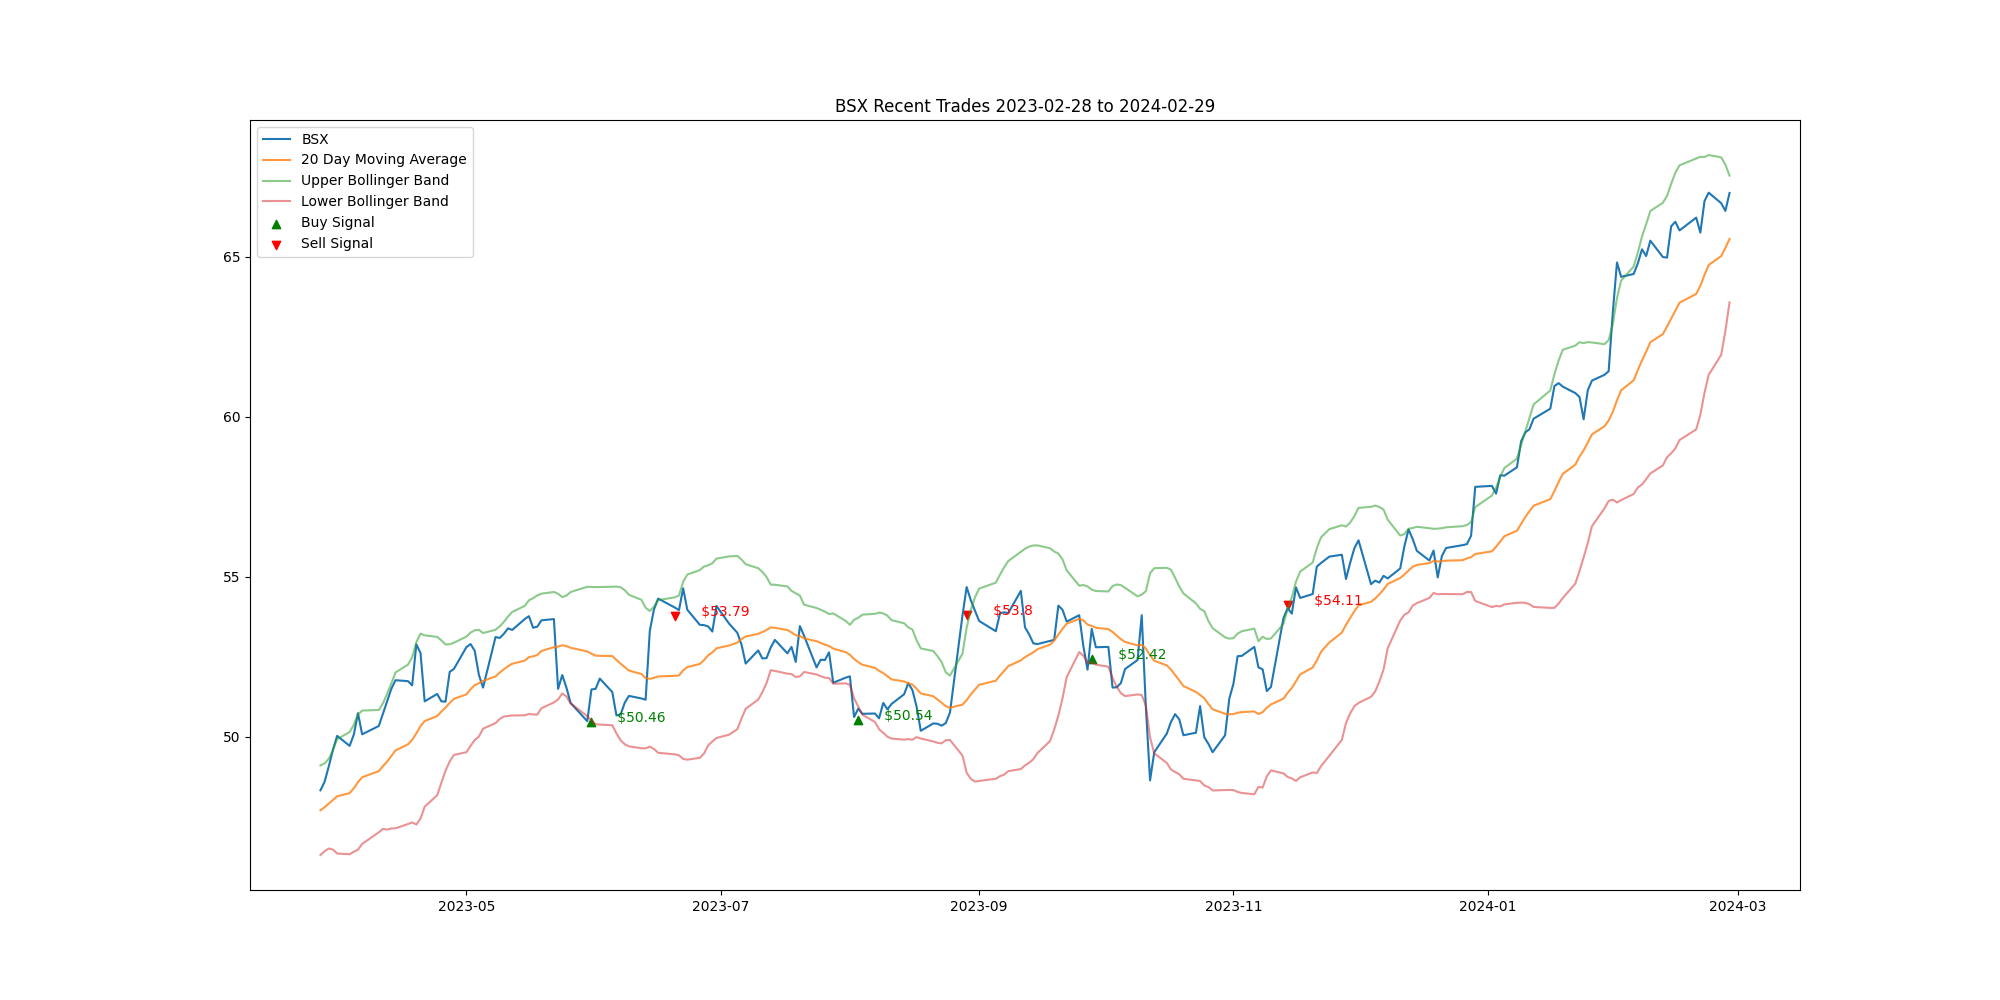 BSX Recent Trades 2023-02-28 to 2024-02-29
BSX
20 Day Moving Average
Upper Bollinger Band
Lower Bollinger Band
Buy Signal
Sell Signal
65
60
55
50
$53.79
$53.8
$54.11
$52.42
$50.46
$50.54
2023-05
2023-07
2023-09
2023-11
2024-01
2024-03